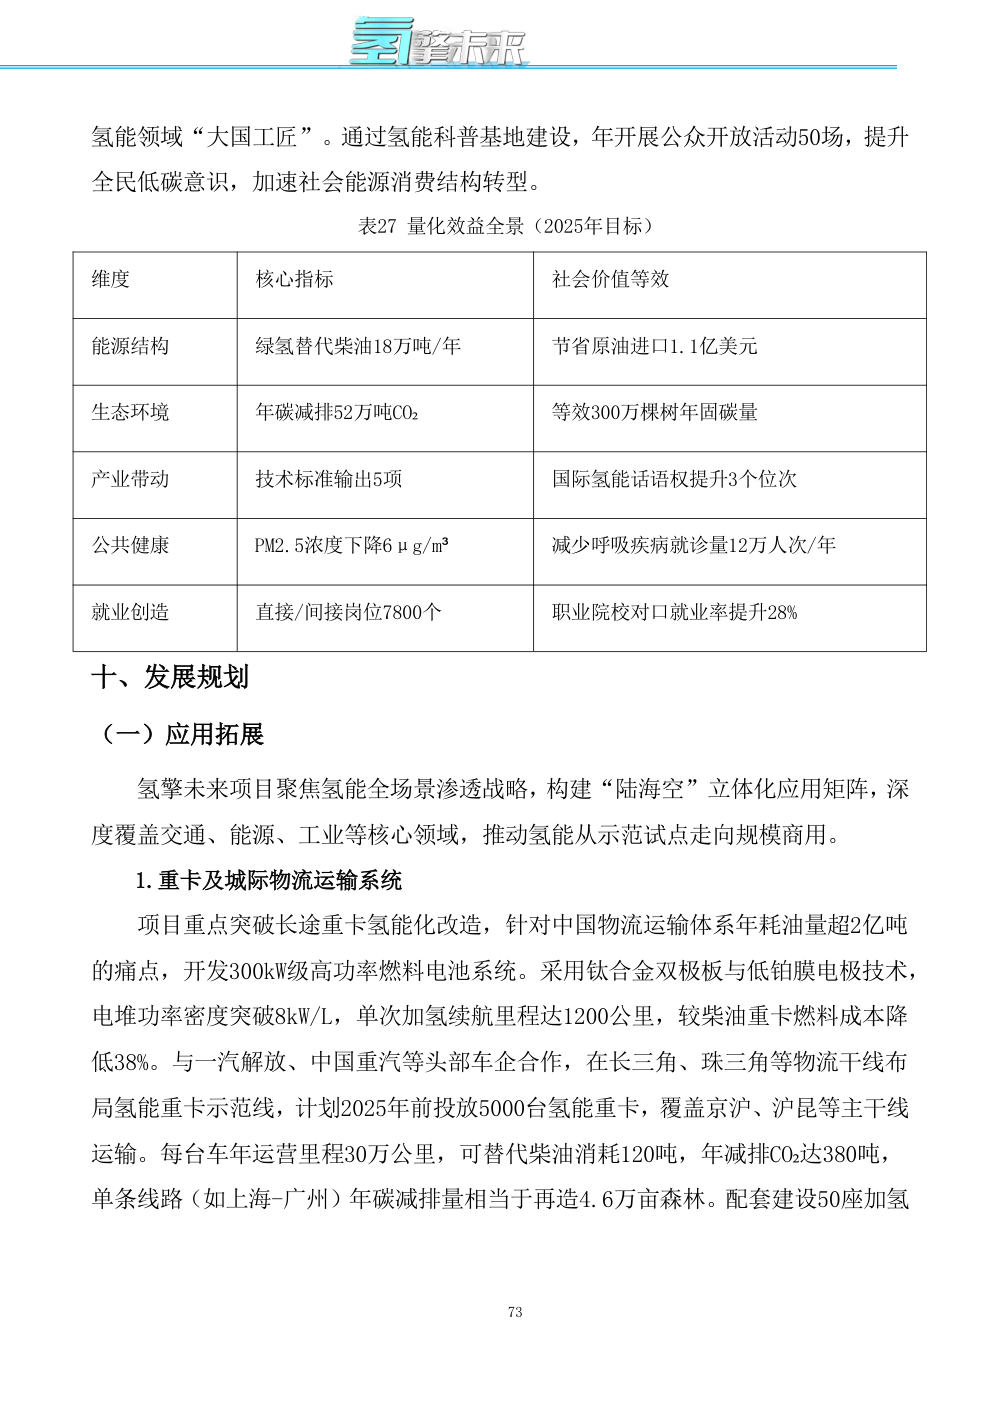 氢擎未来
氢能领域“大国工匠”。通过氢能科普基地建设，年开展公众开放活动50场，提升
全民低碳意识，加速社会能源消费结构转型。
表27 量化效益全景（2025年目标）
维度 核心指标 社会价值等效
能源结构 绿氢替代柴油18万吨/年 节省原油进口1.1亿美元
生态环境 年碳减排52万吨CO₂ 等效300万棵树年固碳量
产业带动 技术标准输出5项 国际氢能话语权提升3个位次
公共健康 PM2.5浓度下降6μg/m³ 减少呼吸疾病就诊量12万人次/年
就业创造 直接/间接岗位7800个 职业院校对口就业率提升28%
十、发展规划
（一）应用拓展
氢擎未来项目聚焦氢能全场景渗透战略，构建“陆海空”立体化应用矩阵，深
度覆盖交通、能源、工业等核心领域，推动氢能从示范试点走向规模商用。
1.重卡及城际物流运输系统
项目重点突破长途重卡氢能化改造，针对中国物流运输体系年耗油量超2亿吨
的痛点，开发300kW级高功率燃料电池系统。采用钛合金双极板与低铂膜电极技术，
电堆功率密度突破8kW/L，单次加氢续航里程达1200公里，较柴油重卡燃料成本降
低38%。与一汽解放、中国重汽等头部车企合作，在长三角、珠三角等物流干线布
局氢能重卡示范线，计划2025年前投放5000台氢能重卡，覆盖京沪、沪昆等主干线
运输。每台车年运营里程30万公里，可替代柴油消耗120吨，年减排CO₂达380吨，
单条线路（如上海-广州）年碳减排量相当于再造4.6万亩森林。配套建设50座加氢
73